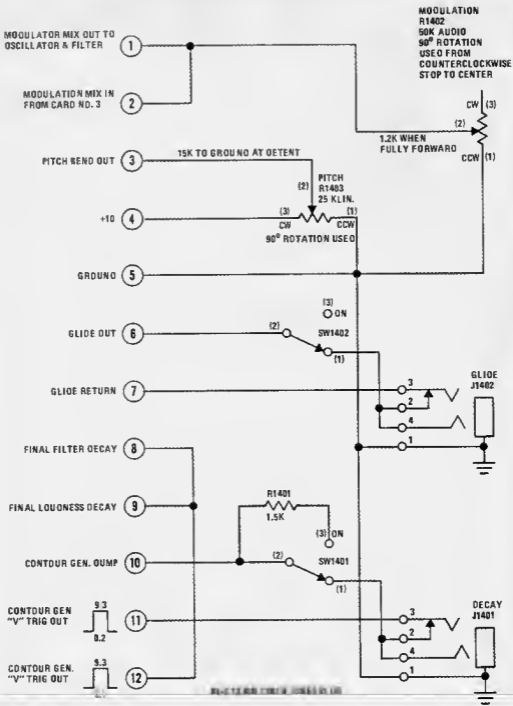 MODULATION
R1402
50K AUDIO
90° ROTATION
USED FROM
COUNTERCLOCKWISE
STOP TO CENTER
MODULATOR MIX OUT TO
OSCILLATOR & FILTER
1
MODULATION MIX IN
FROM CARD NO. 3
2
CW (3)
(2)
1.2K WHEN
FULLY FORWARD
CCW (1)
PITCH BEND OUT
3
15K TO GROUND AT DETENT
(2)
PITCH
R1403
25 KLIN.
+10
4
(3)
CW
(1)
CCW
90° ROTATION USED
GROUND
5
(3)
ON
GLIDE OUT
6
(2)
SW1402
(1)
GLIDE RETURN
7
3
2
4
1
GLIDE
J1402
FINAL FILTER DECAY
8
FINAL LOUDNESS DECAY
9
R1401
1.5K
(3) ON
CONTOUR GEN. DUMP
10
(2)
SW1401
(1)
CONTOUR GEN
"V" TRIG OUT
9.3
0.2
11
3
2
4
1
DECAY
J1401
CONTOUR GEN.
"V" TRIG OUT
9.3
12